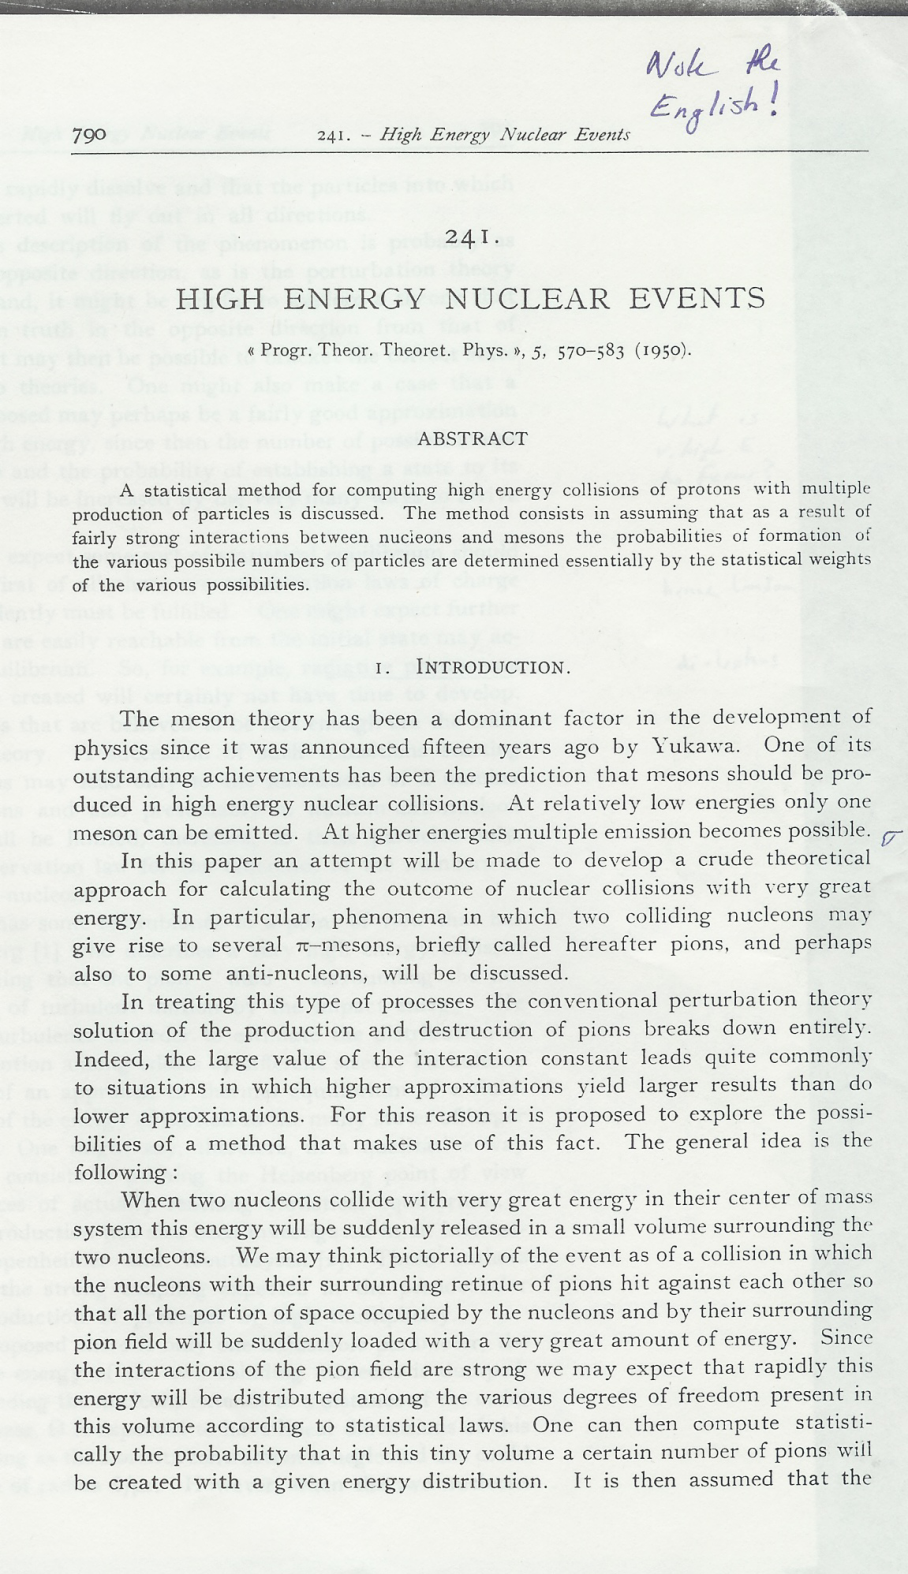 Note the
English!
790 241. – High Energy Nuclear Events
241.
HIGH ENERGY NUCLEAR EVENTS
« Progr. Theor. Theoret. Phys. », 5, 570–583 (1950).
ABSTRACT
A statistical method for computing high energy collisions of protons with multiple
production of particles is discussed. The method consists in assuming that as a result of
fairly strong interactions between nucieons and mesons the probabilities of formation of
the various possibile numbers of particles are determined essentially by the statistical weights
of the various possibilities.
1. INTRODUCTION.
The meson theory has been a dominant factor in the development of
physics since it was announced fifteen years ago by Yukawa. One of its
outstanding achievements has been the prediction that mesons should be pro-
duced in high energy nuclear collisions. At relatively low energies only one
meson can be emitted. At higher energies multiple emission becomes possible.
In this paper an attempt will be made to develop a crude theoretical
approach for calculating the outcome of nuclear collisions with very great
energy. In particular, phenomena in which two colliding nucleons may
give rise to several π–mesons, briefly called hereafter pions, and perhaps
also to some anti-nucleons, will be discussed.
In treating this type of processes the conventional perturbation theory
solution of the production and destruction of pions breaks down entirely.
Indeed, the large value of the interaction constant leads quite commonly
to situations in which higher approximations yield larger results than do
lower approximations. For this reason it is proposed to explore the possi-
bilities of a method that makes use of this fact. The general idea is the
following :
When two nucleons collide with very great energy in their center of mass
system this energy will be suddenly released in a small volume surrounding the
two nucleons. We may think pictorially of the event as of a collision in which
the nucleons with their surrounding retinue of pions hit against each other so
that all the portion of space occupied by the nucleons and by their surrounding
pion field will be suddenly loaded with a very great amount of energy. Since
the interactions of the pion field are strong we may expect that rapidly this
energy will be distributed among the various degrees of freedom present in
this volume according to statistical laws. One can then compute statisti-
cally the probability that in this tiny volume a certain number of pions will
be created with a given energy distribution. It is then assumed that the